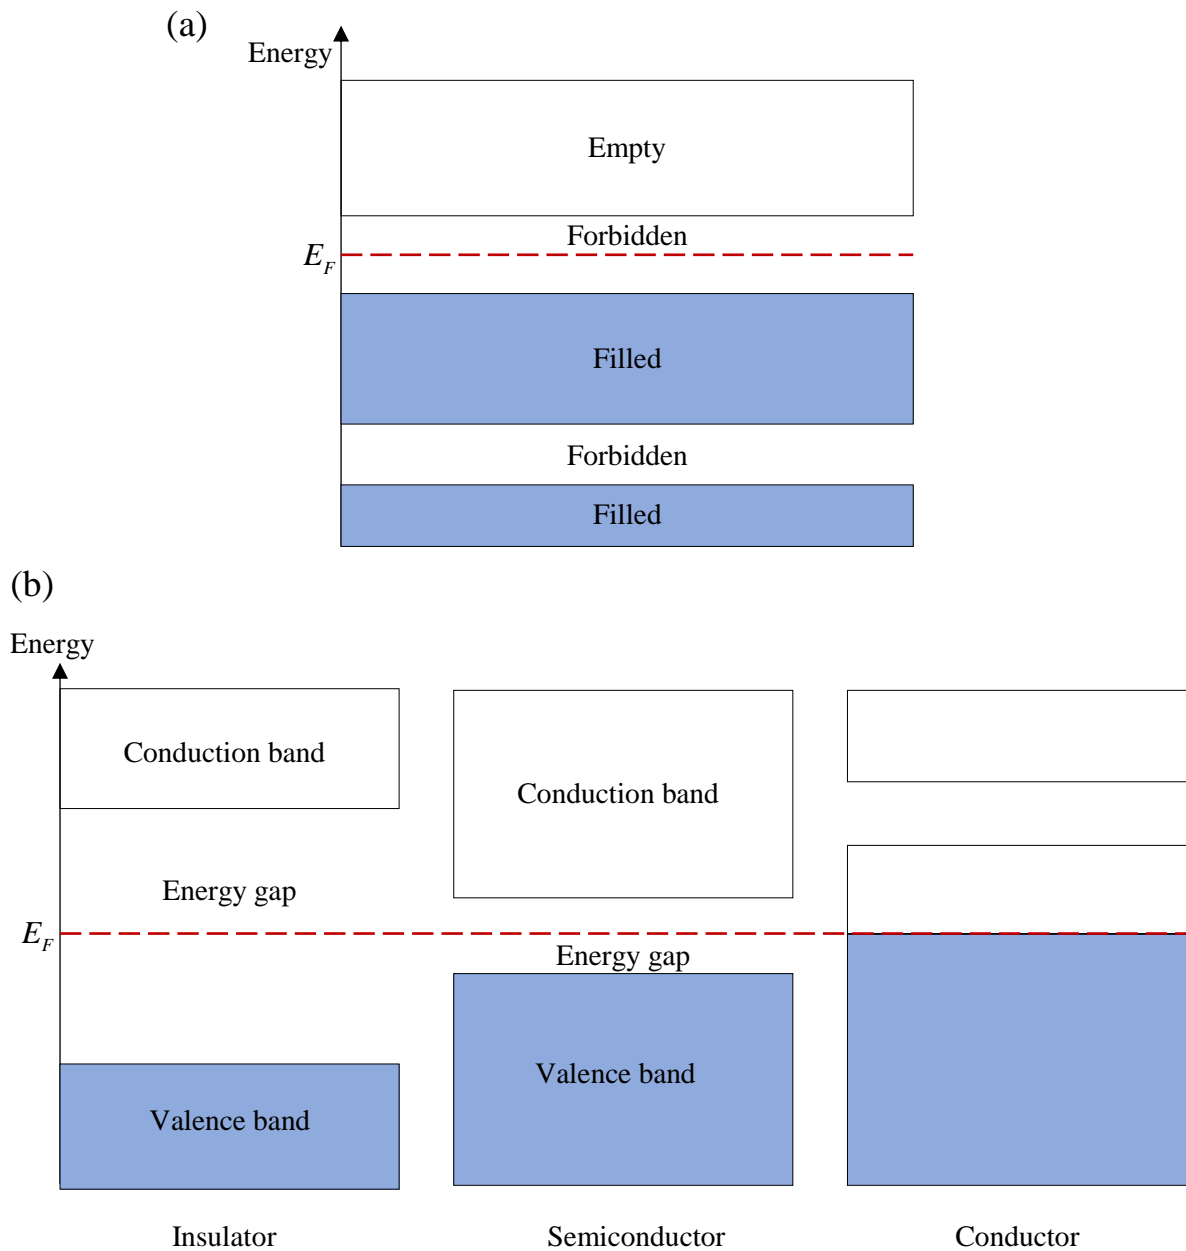 (a)
Energy
Empty
Forbidden
E_F
Filled
Forbidden
Filled
(b)
Energy
Conduction band
Conduction band
Energy gap
E_F
Energy gap
Valence band
Valence band
Insulator
Semiconductor
Conductor